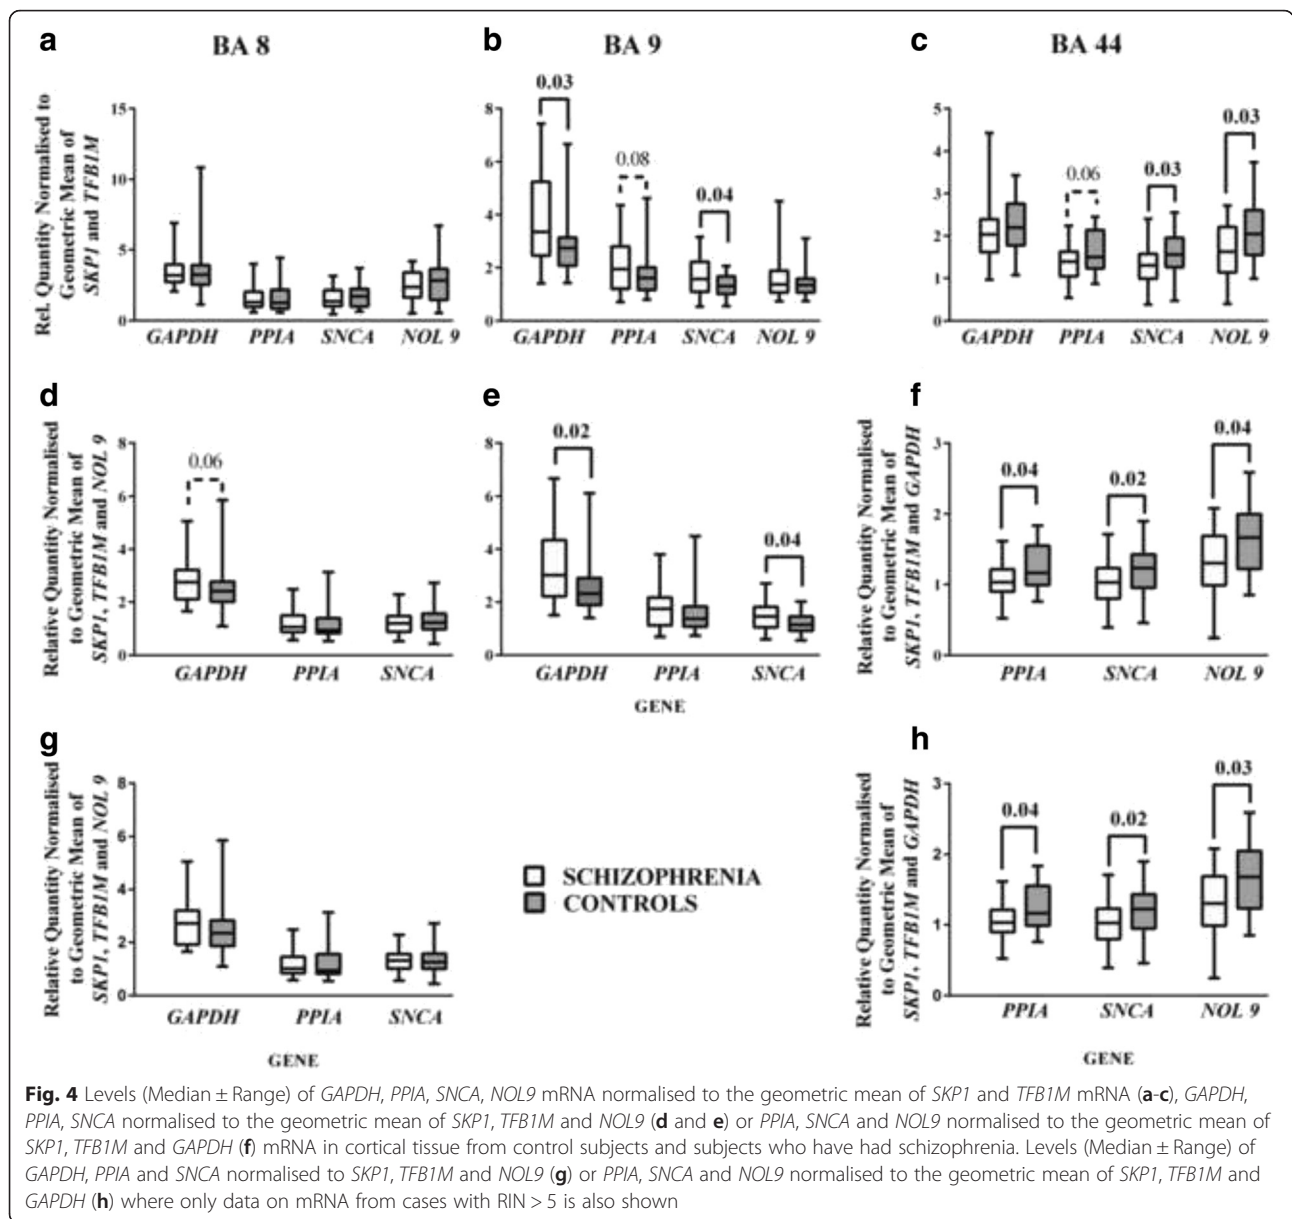 a BA 8
b BA 9
c BA 44
Rel. Quantity Normalised to
Geometric Mean of
SKP1 and TFB1M
15
10
5
0
GAPDH PPIA SNCA NOL 9
8
6
4
2
0
0.03
0.08
0.04
GAPDH PPIA SNCA NOL 9
5
4
3
2
1
0
0.06
0.03
0.03
GAPDH PPIA SNCA NOL 9
d
Relative Quantity Normalised
to Geometric Mean of
SKP1, TFB1M and NOL 9
8
6
4
2
0
0.06
GAPDH PPIA SNCA
e
8
6
4
2
0
0.02
0.04
GAPDH PPIA SNCA
GENE
f
Relative Quantity Normalised
to Geometric Mean of
SKP1, TFB1M and GAPDH
3
2
1
0
0.04
0.02
0.04
PPIA SNCA NOL 9
g
Relative Quantity Normalised
to Geometric Mean of
SKP1, TFB1M and NOL 9
8
6
4
2
0
GAPDH PPIA SNCA
GENE
SCHIZOPHRENIA
CONTROLS
h
Relative Quantity Normalised
to Geometric Mean of
SKP1, TFB1M and GAPDH
3
2
1
0
0.04
0.02
0.03
PPIA SNCA NOL 9
GENE
Fig. 4 Levels (Median ± Range) of GAPDH, PPIA, SNCA, NOL9 mRNA normalised to the geometric mean of SKP1 and TFB1M mRNA (a-c), GAPDH,
PPIA, SNCA normalised to the geometric mean of SKP1, TFB1M and NOL9 (d and e) or PPIA, SNCA and NOL9 normalised to the geometric mean of
SKP1, TFB1M and GAPDH (f) mRNA in cortical tissue from control subjects and subjects who have had schizophrenia. Levels (Median ± Range) of
GAPDH, PPIA and SNCA normalised to SKP1, TFB1M and NOL9 (g) or PPIA, SNCA and NOL9 normalised to the geometric mean of SKP1, TFB1M and
GAPDH (h) where only data on mRNA from cases with RIN > 5 is also shown